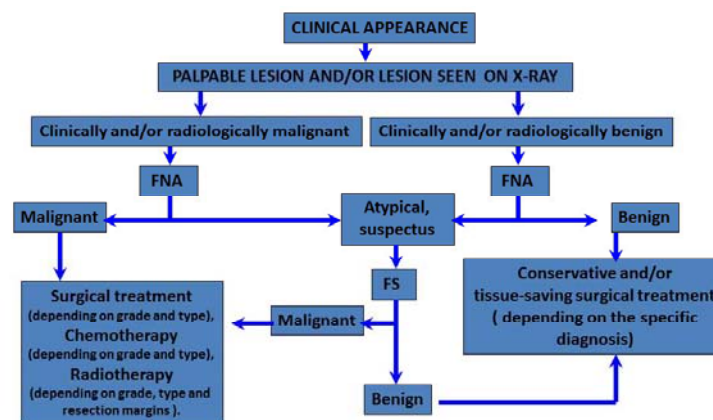 CLINICAL APPEARANCE
PALPABLE LESION AND/OR LESION SEEN ON X-RAY
Clinically and/or radiologically malignant
Clinically and/or radiologically benign
FNA
FNA
Malignant
Atypical,
suspectus
Benign
FS
Surgical treatment
(depending on grade and type),
Chemotherapy
(depending on grade and type),
Radiotherapy
(depending on grade, type and
resection margins ).
Malignant
Conservative and/or
tissue-saving surgical treatment
( depending on the specific
diagnosis)
Benign